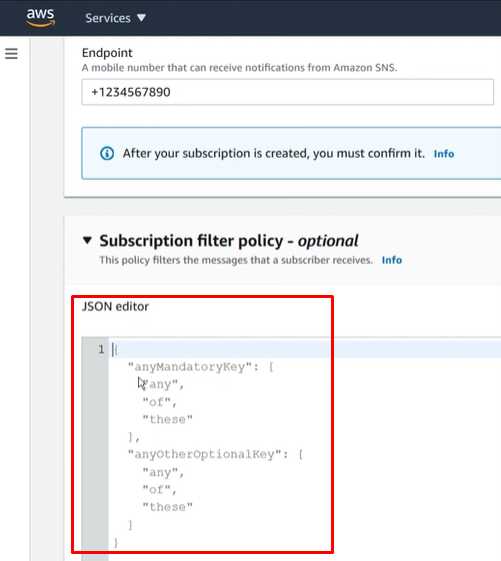 aws
Services ▼
Endpoint
A mobile number that can receive notifications from Amazon SNS.
+1234567890
After your subscription is created, you must confirm it. Info
▼ Subscription filter policy - optional
This policy filters the messages that a subscriber receives. Info
JSON editor
1 {
"anyMandatoryKey": [
"any",
"of",
"these"
],
"anyOtherOptionalKey": [
"any",
"of",
"these"
]
}